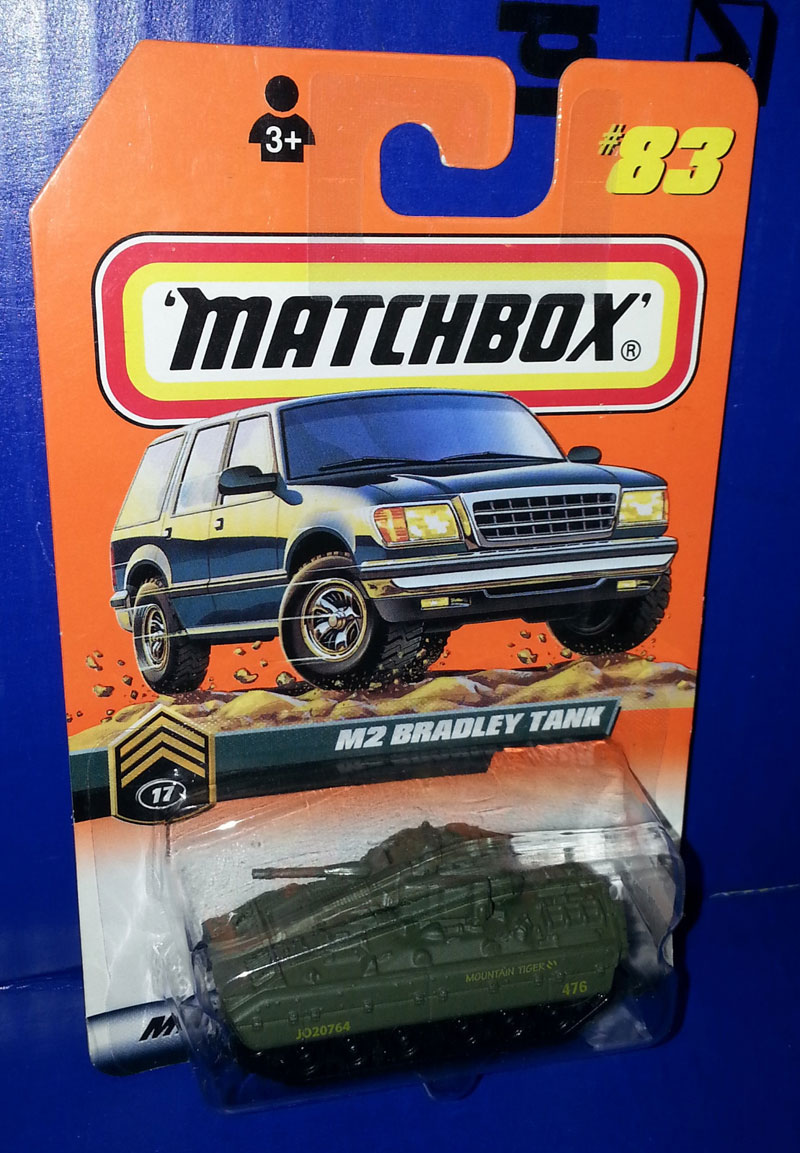 3+
#83
'MATCHBOX'®
M2 BRADLEY TANK
17
MOUNTAIN TIGER
476
JO20764